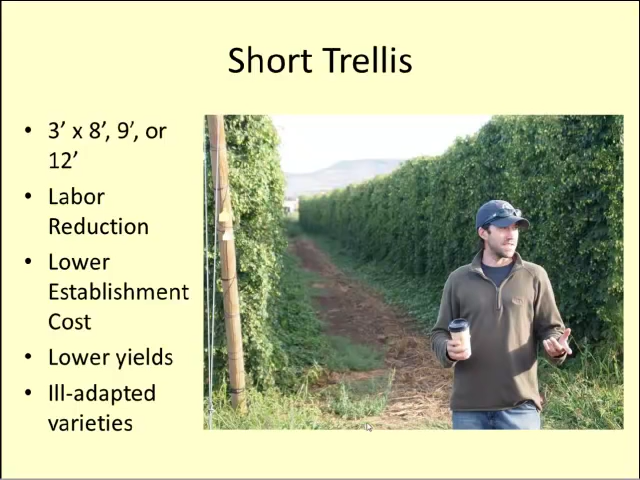 Short Trellis
• 3’ x 8’, 9’, or
12’
• Labor
Reduction
• Lower
Establishment
Cost
• Lower yields
• Ill-adapted
varieties